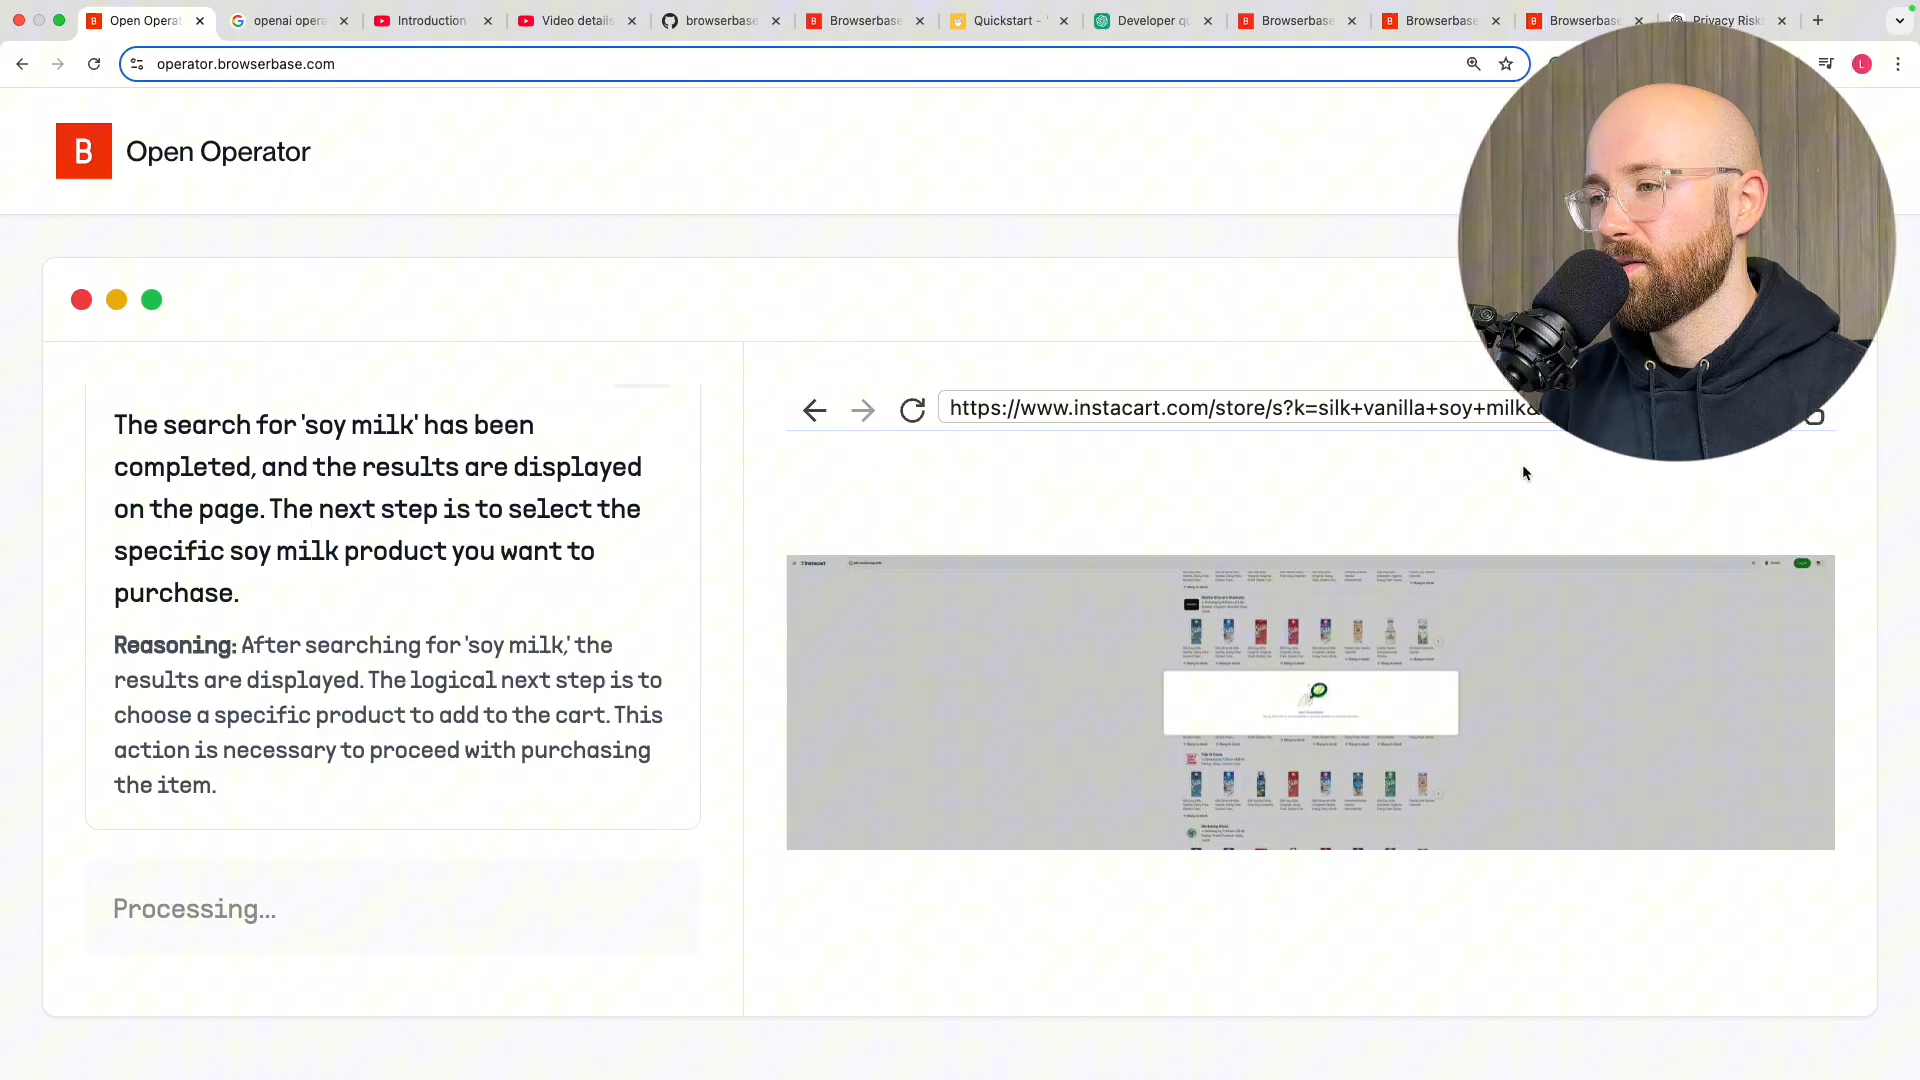 Open Operat
openai opera
Introduction
Video details
browserbase
Browserbase
Quickstart -
Developer qu
Browserbase
Browserbase
Browserbase
Privacy Risk
operator.browserbase.com
L
B
Open Operator
The search for 'soy milk' has been
completed, and the results are displayed
on the page. The next step is to select the
specific soy milk product you want to
purchase.
Reasoning: After searching for 'soy milk,' the
results are displayed. The logical next step is to
choose a specific product to add to the cart. This
action is necessary to proceed with purchasing
the item.
Processing...
https://www.instacart.com/store/s?k=silk+vanilla+soy+milk&
instacart